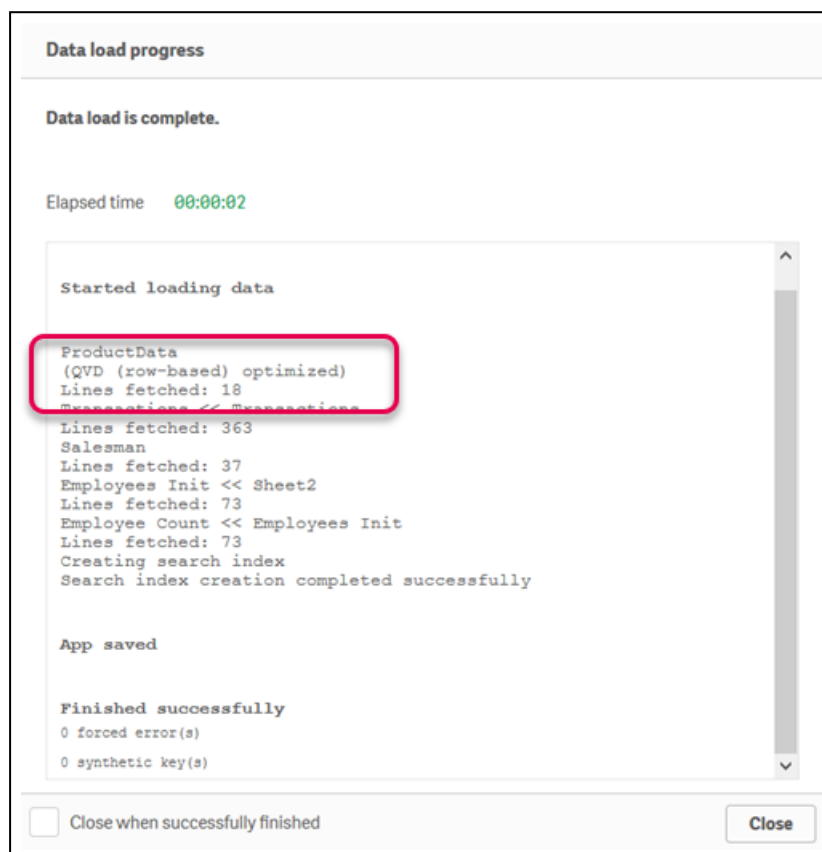 Data load progress
Data load is complete.
Elapsed time 00:00:02
Started loading data
ProductData
(QVD (row-based) optimized)
Lines fetched: 18
Transactions << Transactions
Lines fetched: 363
Salesman
Lines fetched: 37
Employees Init << Sheet2
Lines fetched: 73
Employee Count << Employees Init
Lines fetched: 73
Creating search index
Search index creation completed successfully
App saved
Finished successfully
0 forced error(s)
0 synthetic key(s)
Close when successfully finished
Close